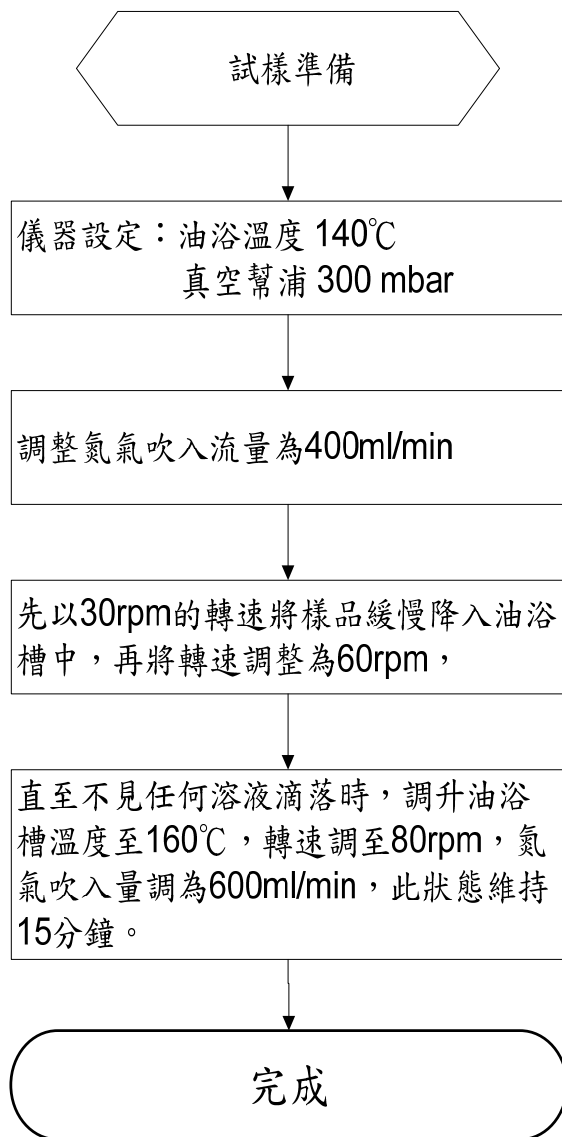 試樣準備
儀器設定：油浴溫度 140℃
真空幫浦 300 mbar
調整氮氣吹入流量為400ml/min
先以30rpm的轉速將樣品緩慢降入油浴
槽中，再將轉速調整為60rpm，
直至不見任何溶液滴落時，調升油浴
槽溫度至160℃，轉速調至80rpm，氮
氣吹入量調為600ml/min，此狀態維持
15分鐘。
完成